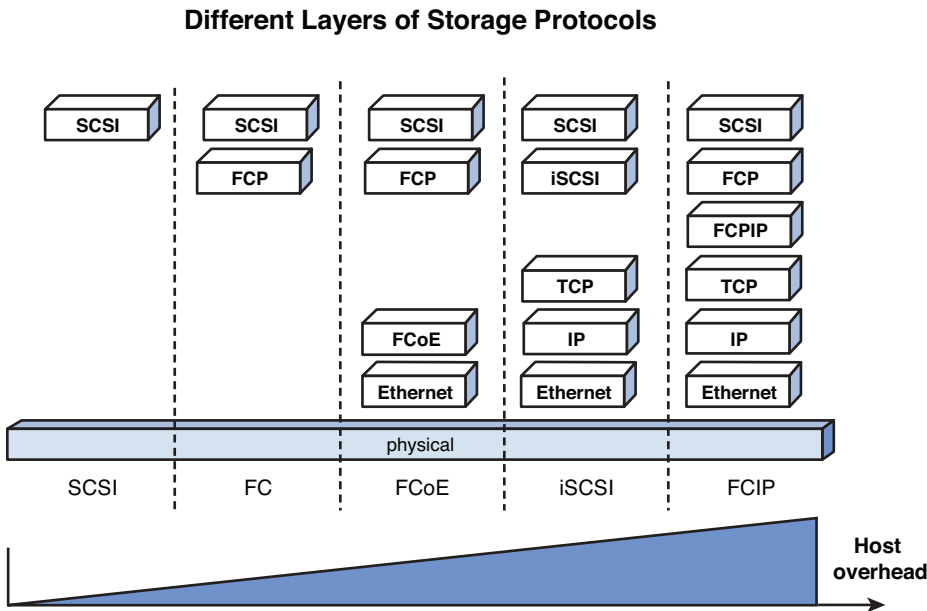 Different Layers of Storage Protocols
SCSI SCSI SCSI SCSI SCSI
FCP FCP iSCSI FCP
FCPIP
TCP TCP
FCoE IP IP
Ethernet Ethernet Ethernet
physical
SCSI FC FCoE iSCSI FCIP
Host
overhead